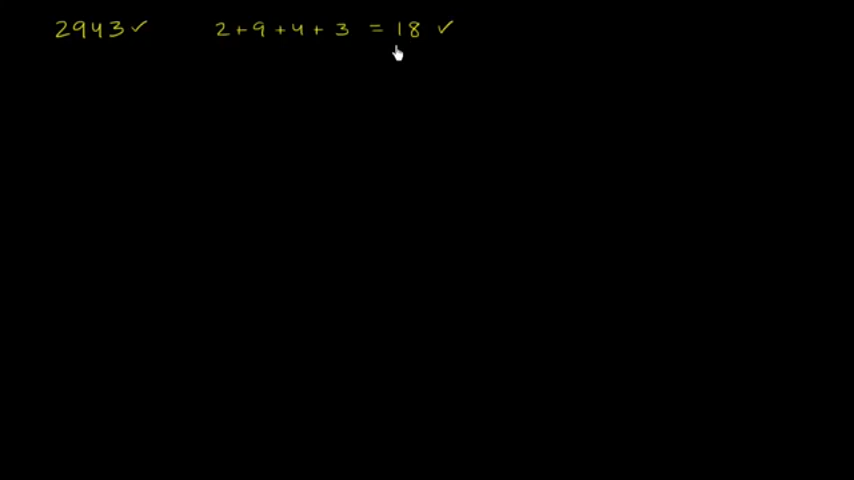 2943 ✓ 2 + 9 + 4 + 3 = 18 ✓